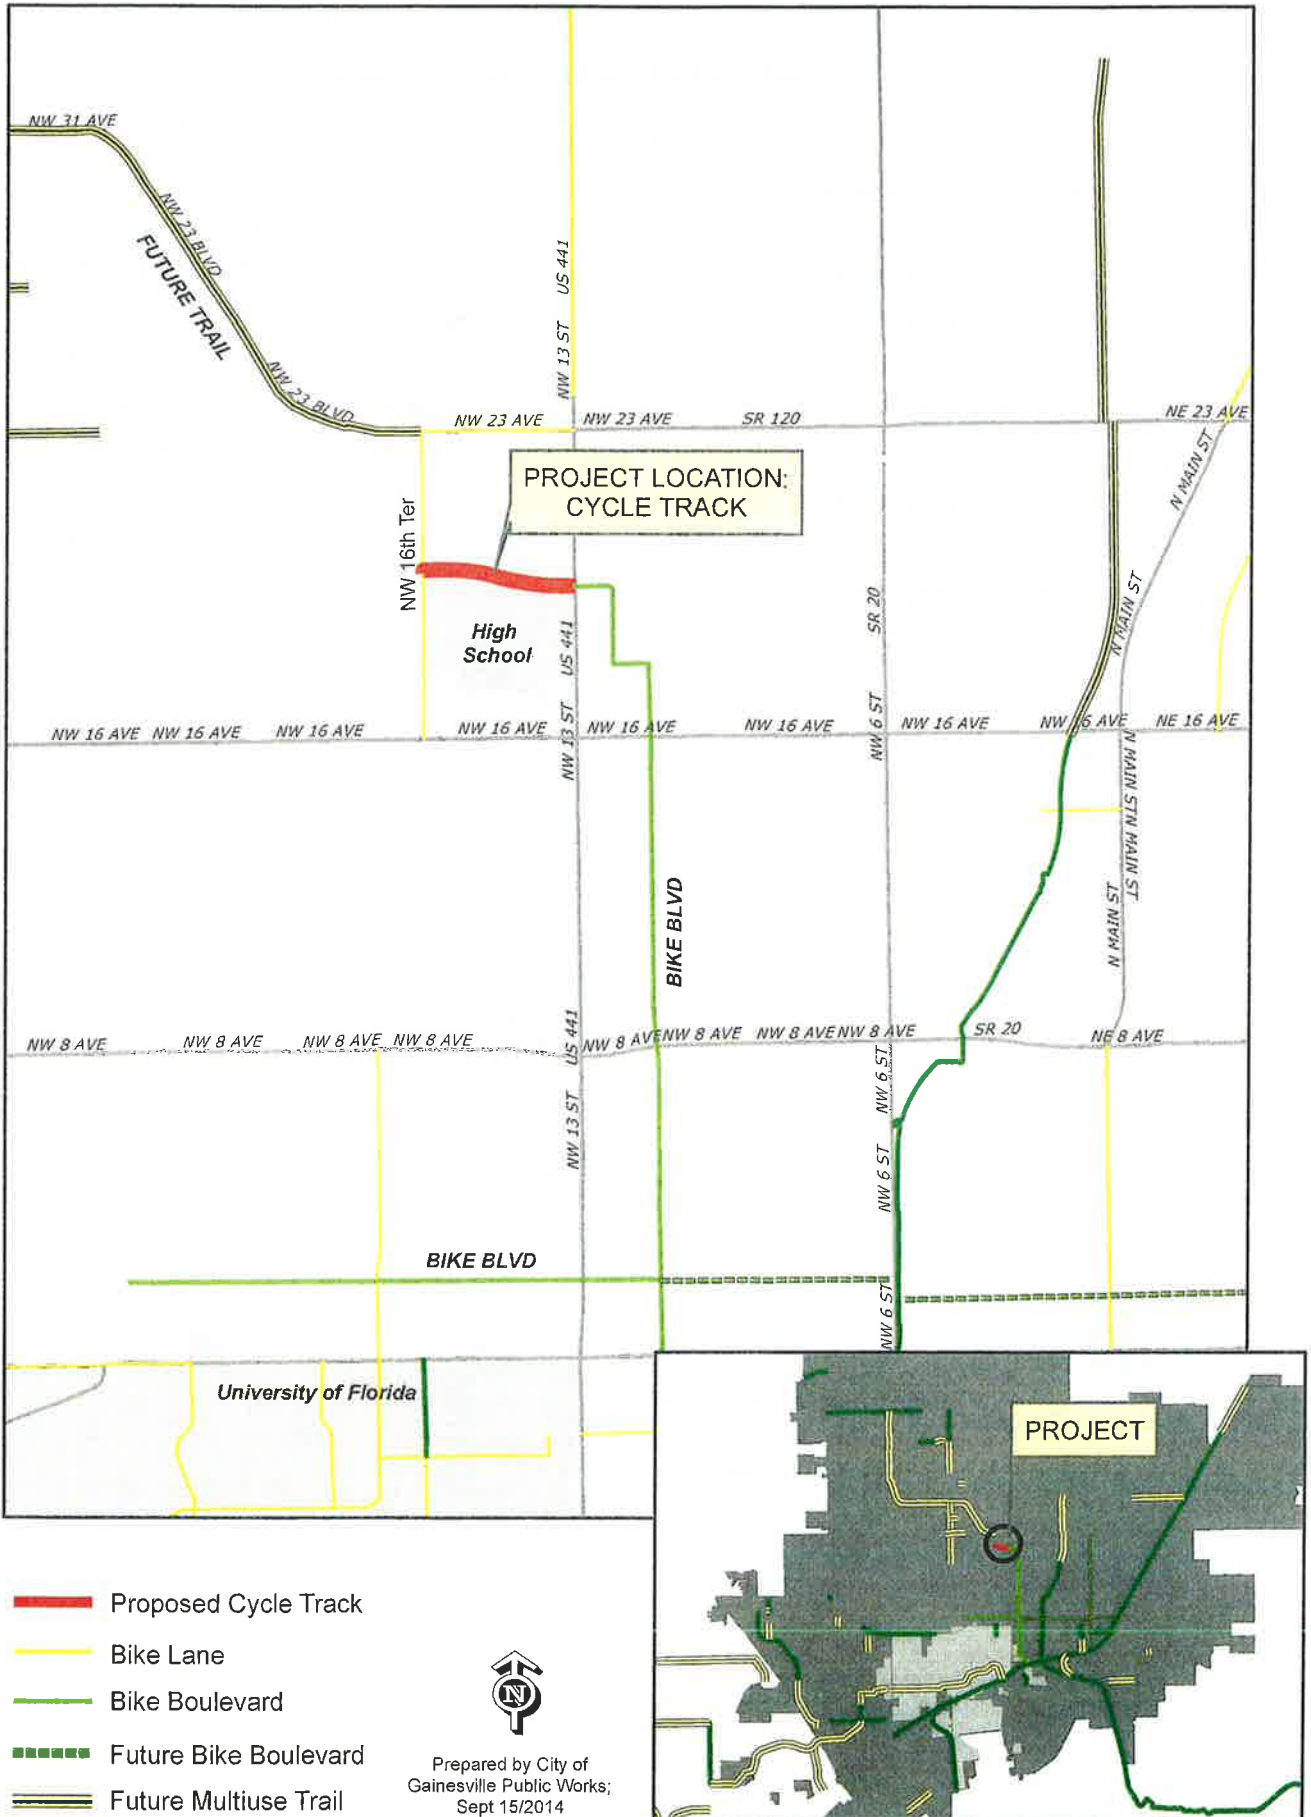 NW 31 AVE
NW 23 BLVD
FUTURE TRAIL
NW 23 BLVD
US 441
NW 13 ST
NW 23 AVE
NW 23 AVE
SR 120
NE 23 AVE
N MAIN ST
PROJECT LOCATION:
CYCLE TRACK
NW 16th Ter
High
School
US 441
NW 13 ST
SR 20
NW 6 ST
N MAIN ST
NW 16 AVE
NW 16 AVE
NW 16 AVE
NW 16 AVE
NW 16 AVE
NW 16 AVE
NW 16 AVE
NW 16 AVE
NE 16 AVE
N MAIN STN MAIN ST
N MAIN ST
BIKE BLVD
NW 8 AVE
NW 8 AVE
NW 8 AVE
NW 8 AVE
US 441
NW 8 AVE
NW 8 AVE
NW 8 AVE
NW 8 AVE
SR 20
NE 8 AVE
NW 13 ST
NW 6 ST
NW 6 ST
NW 6 ST
BIKE BLVD
University of Florida
PROJECT
Proposed Cycle Track
Bike Lane
Bike Boulevard
Future Bike Boulevard
Future Multiuse Trail
N
Prepared by City of
Gainesville Public Works;
Sept 15/2014